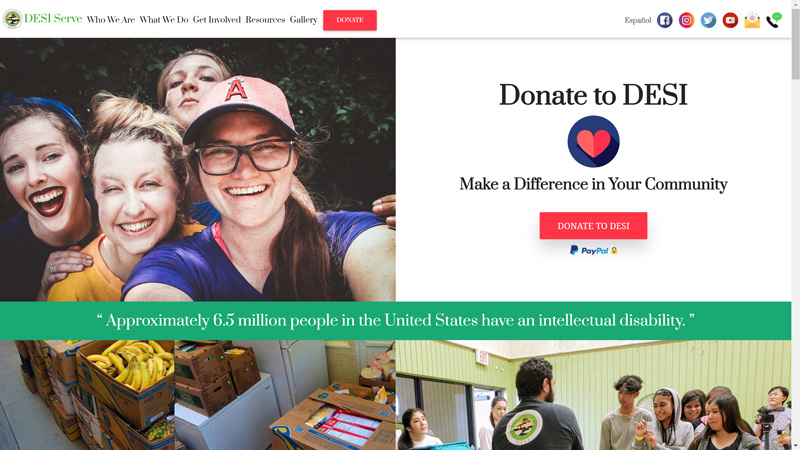 DESI Serve Who We Are What We Do Get Involved Resources Gallery DONATE Español
A
Donate to DESI
Make a Difference in Your Community
DONATE TO DESI
PayPal
“ Approximately 6.5 million people in the United States have an intellectual disability. ”
EXIT